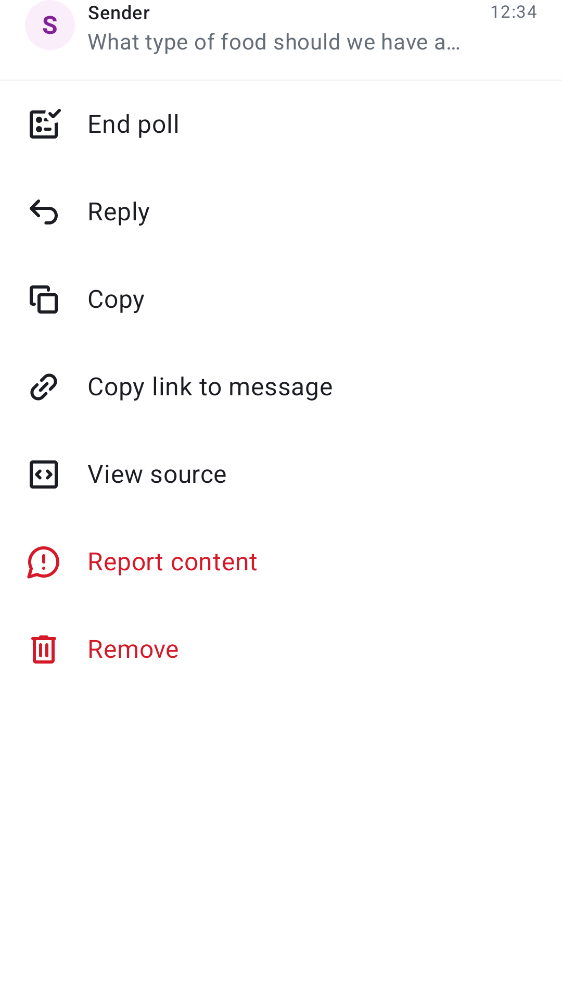 S
Sender
12:34
What type of food should we have a…
End poll
Reply
Copy
Copy link to message
View source
Report content
Remove